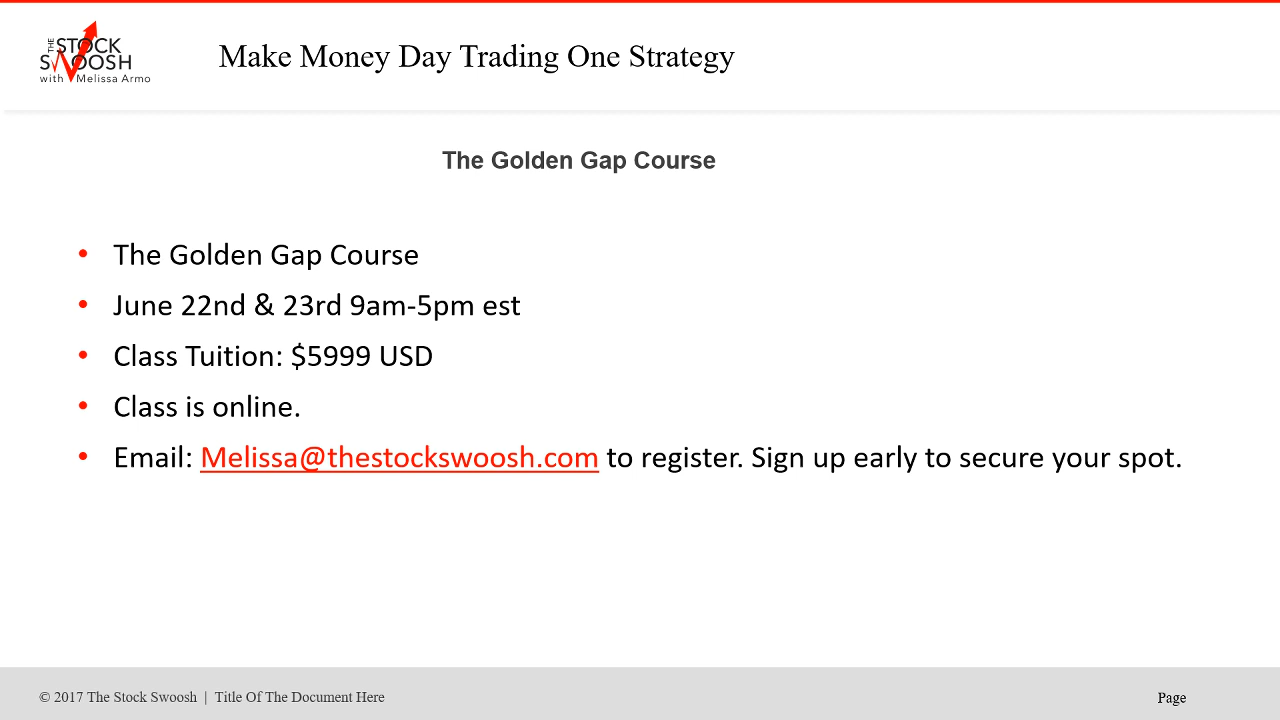 THE STOCK
SWOOSH
with Melissa Armo
Make Money Day Trading One Strategy
The Golden Gap Course
• The Golden Gap Course
• June 22nd & 23rd 9am-5pm est
• Class Tuition: $5999 USD
• Class is online.
• Email: Melissa@thestockswoosh.com to register. Sign up early to secure your spot.
© 2017 The Stock Swoosh | Title Of The Document Here
Page